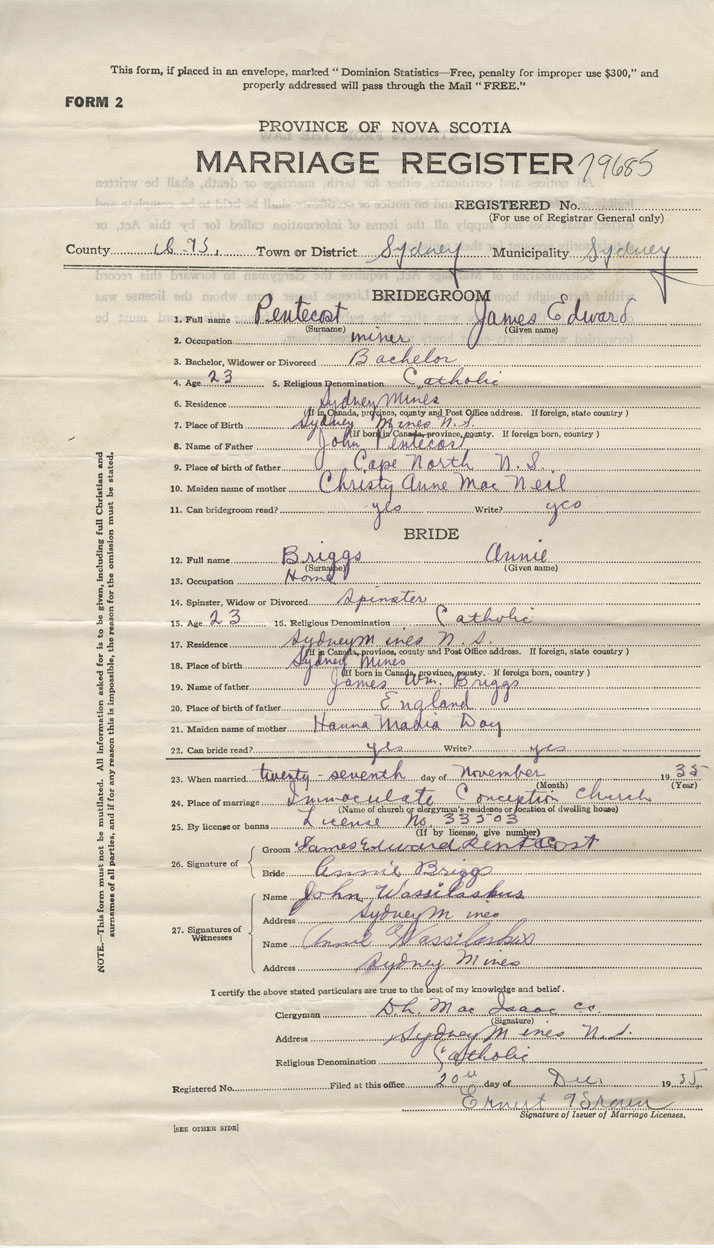 This form, if placed in an envelope, marked "Dominion Statistics—Free, penalty for improper use $300," and
properly addressed will pass through the Mail "FREE."
FORM 2
PROVINCE OF NOVA SCOTIA
MARRIAGE REGISTER 79685
REGISTERED No.
(For use of Registrar General only)
County C.B. Town or District Sydney Municipality Sydney
BRIDEGROOM
1. Full name Pentecost James Edward
(Surname) (Given name)
2. Occupation miner
3. Bachelor, Widower or Divorced Bachelor
4. Age 23 5. Religious Denomination Catholic
6. Residence Sydney Mines
(If in Canada, province, county and Post Office address. If foreign, state country)
7. Place of Birth Sydney Mines N.S.
(If born in Canada, province, county. If foreign born, country)
8. Name of Father John Pentecost
9. Place of birth of father Cape North N.S.
10. Maiden name of mother Christy Anne Mac Neil
11. Can bridegroom read? yes Write? yes
BRIDE
12. Full name Briggs Annie
(Surname) (Given name)
13. Occupation Home
14. Spinster, Widow or Divorced Spinster
15. Age 23 16. Religious Denomination Catholic
17. Residence Sydney Mines N.S.
(If in Canada, province, county and Post Office address. If foreign, state country)
18. Place of birth Sydney Mines
(If born in Canada, province, county. If foreign born, country)
19. Name of father James Wm. Briggs
20. Place of birth of father England
21. Maiden name of mother Hanna Maria Day
22. Can bride read? yes Write? yes
23. When married twenty-seventh day of November 1935
(Month) (Year)
24. Place of marriage Immaculate Conception Church
(Name of church or clergyman's residence or location of dwelling house)
25. By license or banns License No. 33503
(If by license, give number)
26. Signature of
Groom James Edward Pentecost
Bride Annie Briggs
27. Signatures of Witnesses
Name John Wassilaskus
Address Sydney Mines
Name Annie Wassilaskus
Address Sydney Mines
I certify the above stated particulars are true to the best of my knowledge and belief.
Clergyman D.h. Mac Isaac cc.
(Signature)
Address Sydney Mines N.S.
Religious Denomination Catholic
Registered No. Filed at this office 20th day of Dec. 1935.
Ernest
Signature of Issuer of Marriage Licenses.
[SEE OTHER SIDE]
NOTE.—This form must not be mutilated. All information asked for is to be given, including full Christian and
surnames of all parties, and if for any reason this is impossible, the reason for the omission must be stated.